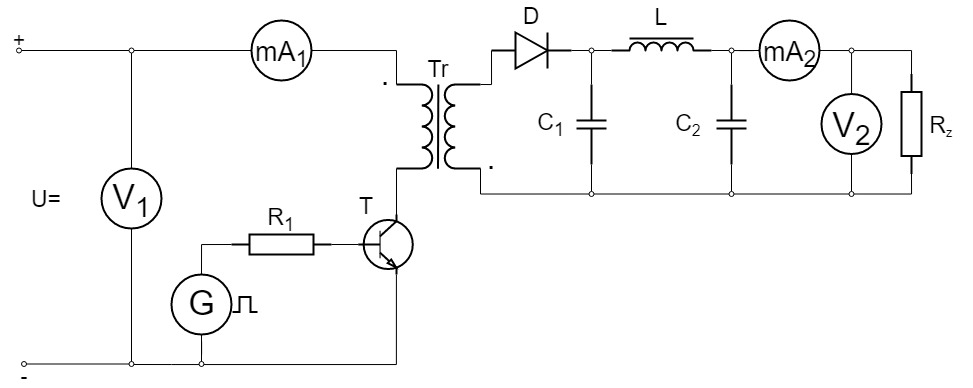 D
L
+
mA1
Tr
mA2
C1
C2
V2
Rz
U=
V1
R1
T
G
-